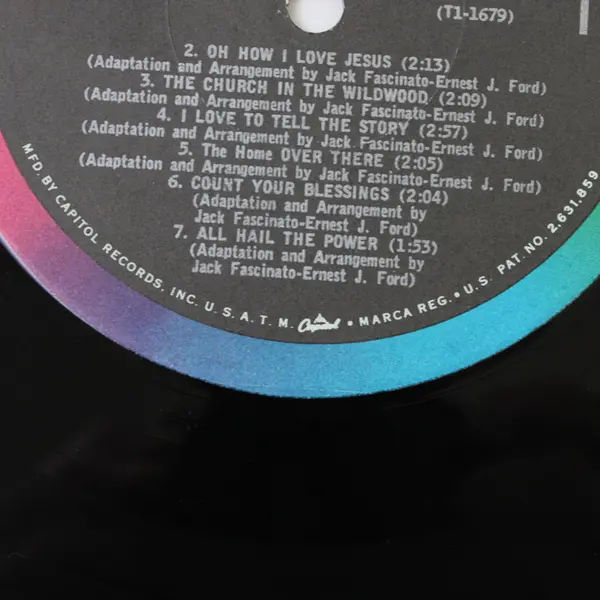 (T1-1679)
2. OH HOW I LOVE JESUS (2:13)
(Adaptation and Arrangement by Jack Fascinato-Ernest J. Ford)
3. THE CHURCH IN THE WILDWOOD (2:09)
(Adaptation and Arrangement by Jack Fascinato-Ernest J. Ford)
4. I LOVE TO TELL THE STORY (2:57)
(Adaptation and Arrangement by Jack Fascinato-Ernest J. Ford)
5. The Home OVER THERE (2:05)
(Adaptation and Arrangement by Jack Fascinato-Ernest J. Ford)
6. COUNT YOUR BLESSINGS (2:04)
(Adaptation and Arrangement by
Jack Fascinato-Ernest J. Ford)
7. ALL HAIL THE POWER (1:53)
(Adaptation and Arrangement by
Jack Fascinato-Ernest J. Ford)
MFD. BY CAPITOL RECORDS, INC. U. S. A. T. M. Capitol • MARCA REG. • U.S. PAT. NO. 2,631,859